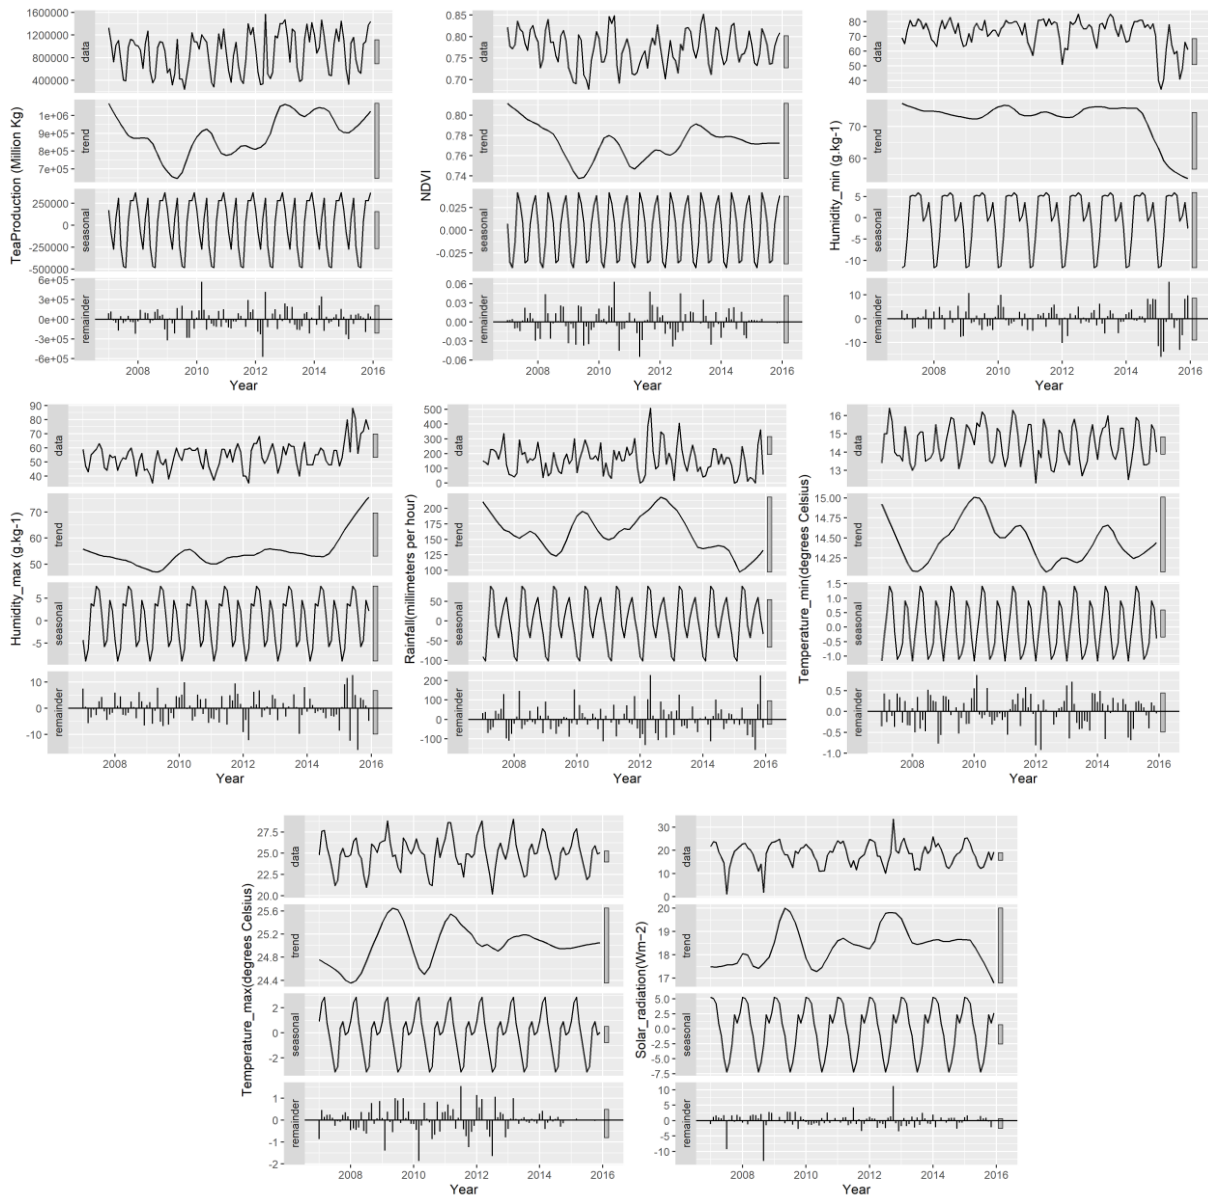 TeaProduction (Million Kg)
data
1600000
1200000
800000
400000
trend
1e+06
9e+05
8e+05
7e+05
seasonal
250000
0
-250000
-500000
remainder
6e+05
3e+05
0e+00
-3e+05
-6e+05
2008 2010 2012 2014 2016
Year
NDVI
data
0.85
0.80
0.75
0.70
trend
0.80
0.78
0.76
0.74
seasonal
0.025
0.000
-0.025
remainder
0.06
0.03
0.00
-0.03
-0.06
2008 2010 2012 2014 2016
Year
Humidity_min (g.kg-1)
data
80
70
60
50
40
trend
70
60
seasonal
5
0
-5
-10
remainder
10
0
-10
2008 2010 2012 2014 2016
Year
Humidity_max (g.kg-1)
data
90
80
70
60
50
40
trend
70
60
50
seasonal
5
0
-5
remainder
10
0
-10
2008 2010 2012 2014 2016
Year
Rainfall(millimeters per hour)
data
500
400
300
200
100
0
trend
200
175
150
125
100
seasonal
50
0
-50
-100
remainder
200
100
0
-100
2008 2010 2012 2014 2016
Year
Temperature_min(degrees Celsius)
data
16
15
14
13
trend
15.00
14.75
14.50
14.25
seasonal
1.5
1.0
0.5
0.0
-0.5
-1.0
remainder
0.5
0.0
-0.5
-1.0
2008 2010 2012 2014 2016
Year
Temperature_max(degrees Celsius)
data
27.5
25.0
22.5
20.0
trend
25.6
25.2
24.8
24.4
seasonal
2
0
-2
remainder
1
0
-1
-2
2008 2010 2012 2014 2016
Year
Solar_radiation(Wm−2)
data
30
20
10
0
trend
20
19
18
17
seasonal
5.0
2.5
0.0
-2.5
-5.0
-7.5
remainder
10
5
0
-5
-10
2008 2010 2012 2014 2016
Year